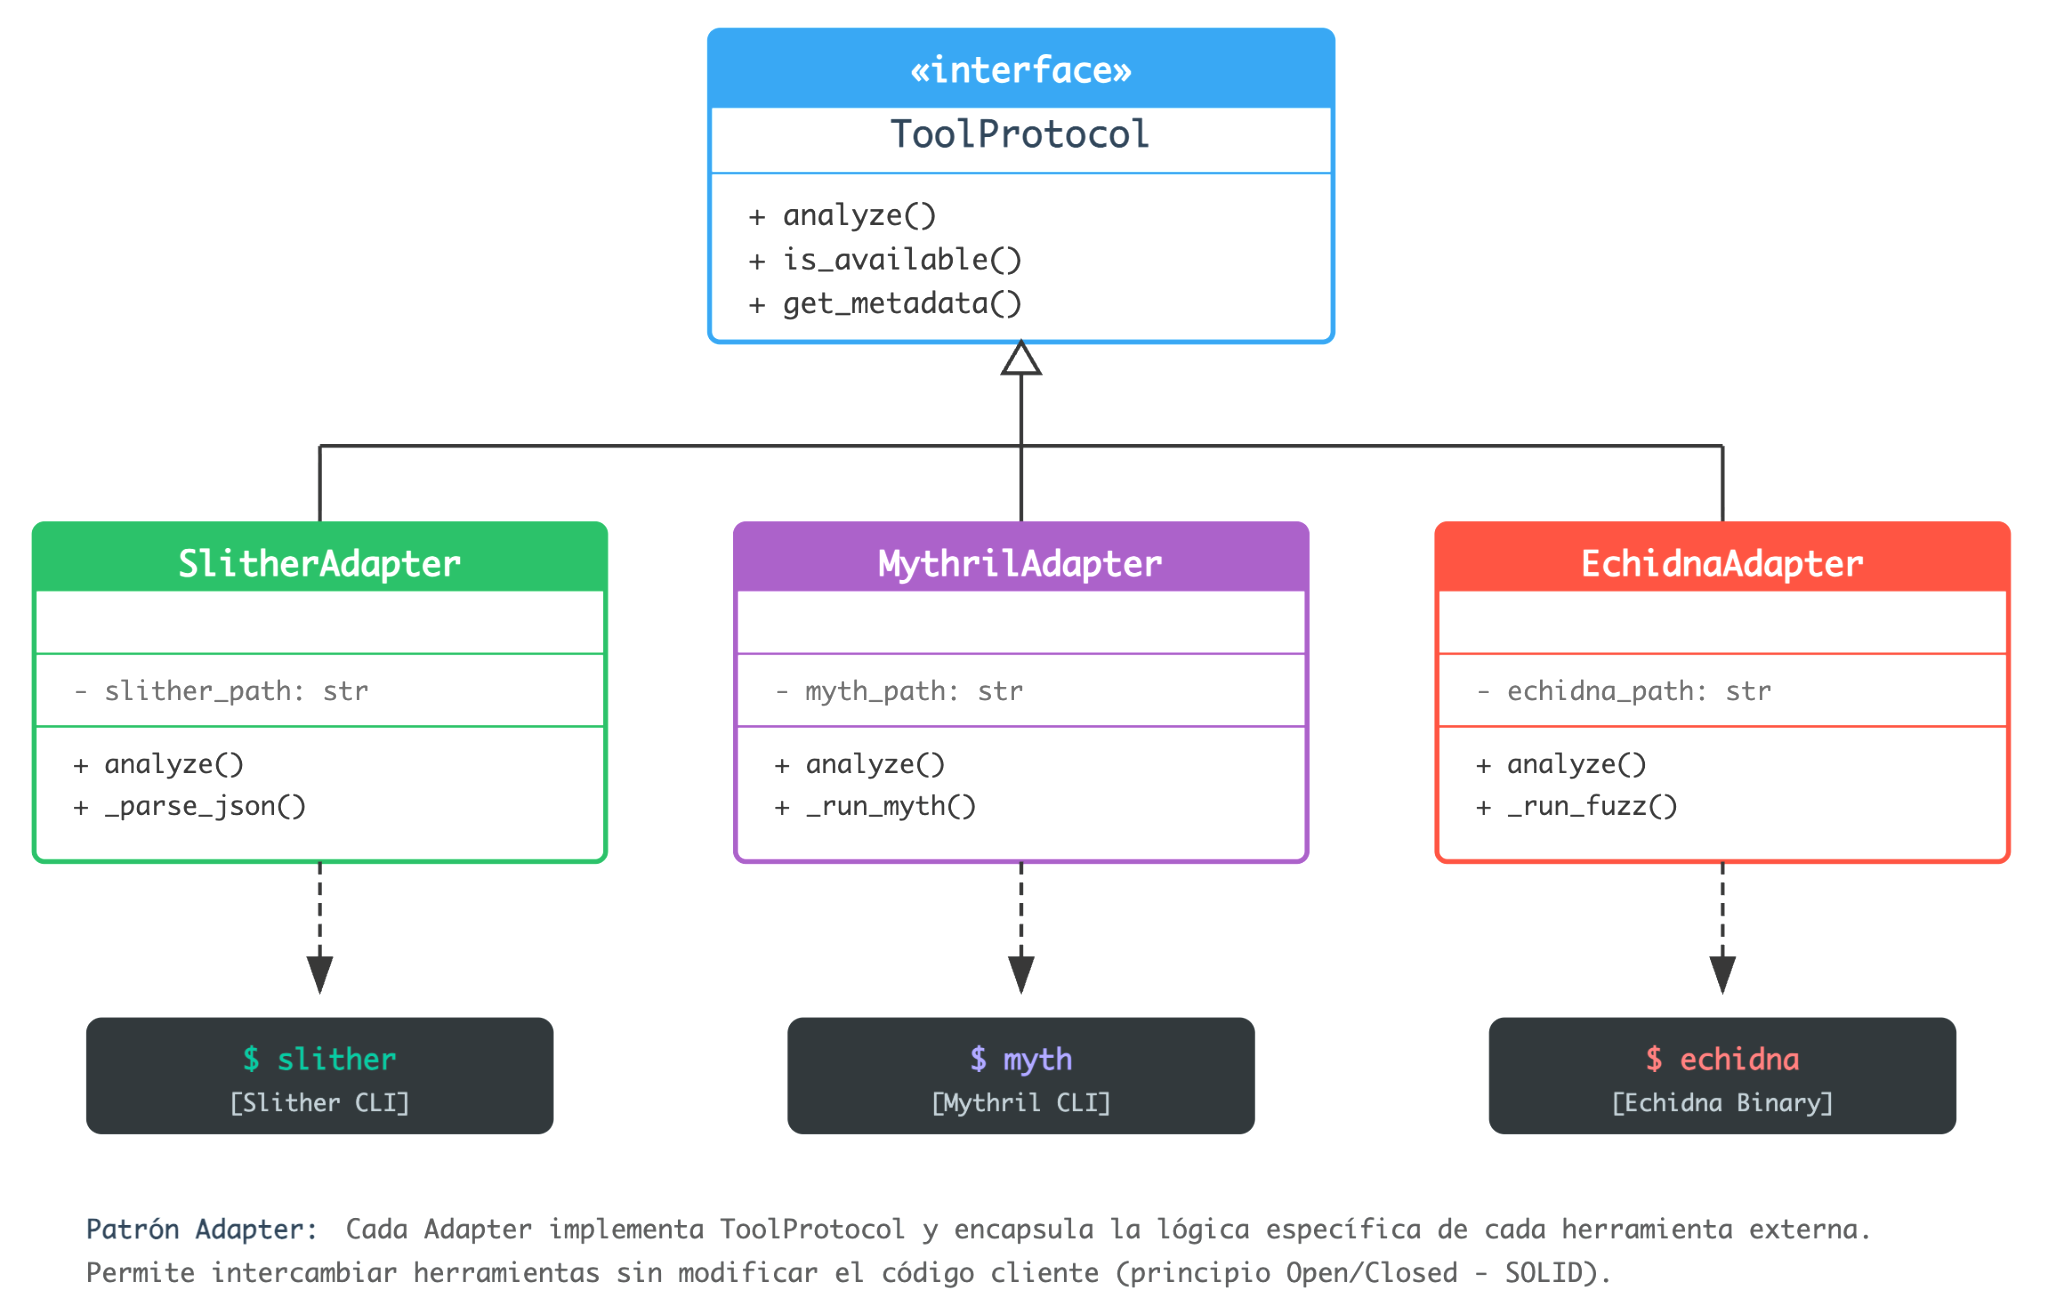 «interface»
ToolProtocol
+ analyze()
+ is_available()
+ get_metadata()
SlitherAdapter
- slither_path: str
+ analyze()
+ _parse_json()
MythrilAdapter
- myth_path: str
+ analyze()
+ _run_myth()
EchidnaAdapter
- echidna_path: str
+ analyze()
+ _run_fuzz()
$ slither
[Slither CLI]
$ myth
[Mythril CLI]
$ echidna
[Echidna Binary]
Patrón Adapter: Cada Adapter implementa ToolProtocol y encapsula la lógica específica de cada herramienta externa.
Permite intercambiar herramientas sin modificar el código cliente (principio Open/Closed - SOLID).